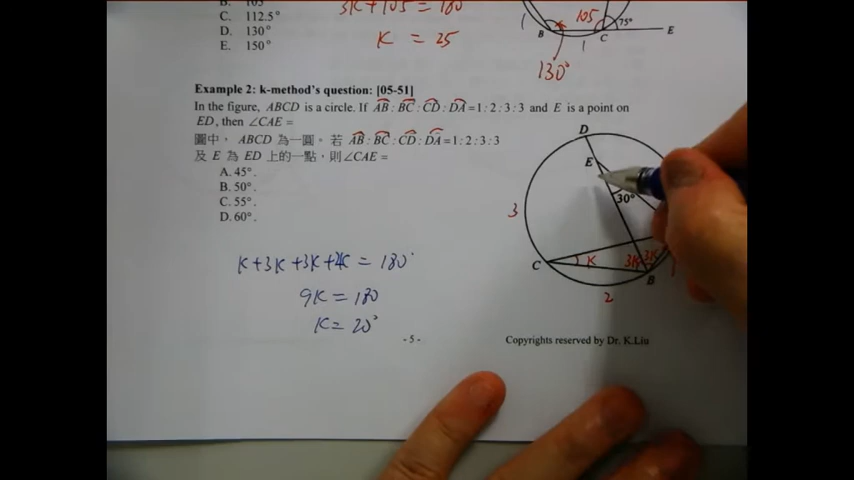 B. 105
C. 112.5°
D. 130°
E. 150°
3K+105 = 180
K = 25
105
75°
B
C
E
1
1
130°
Example 2: k-method's question: [05-51]
In the figure, ABCD is a circle. If AB : BC : CD : DA = 1 : 2 : 3 : 3 and E is a point on
ED, then ∠CAE =
圖中， ABCD 為一圓。若 AB : BC : CD : DA = 1 : 2 : 3 : 3
及 E 為 ED 上的一點，則∠CAE =
A. 45°.
B. 50°.
C. 55°.
D. 60°.
D
E
30°
3
C
K
3K
3K
B
2
K+3K+3K+2K = 180°
9K = 180
K = 20°
- 5 -
Copyrights reserved by Dr. K.Liu